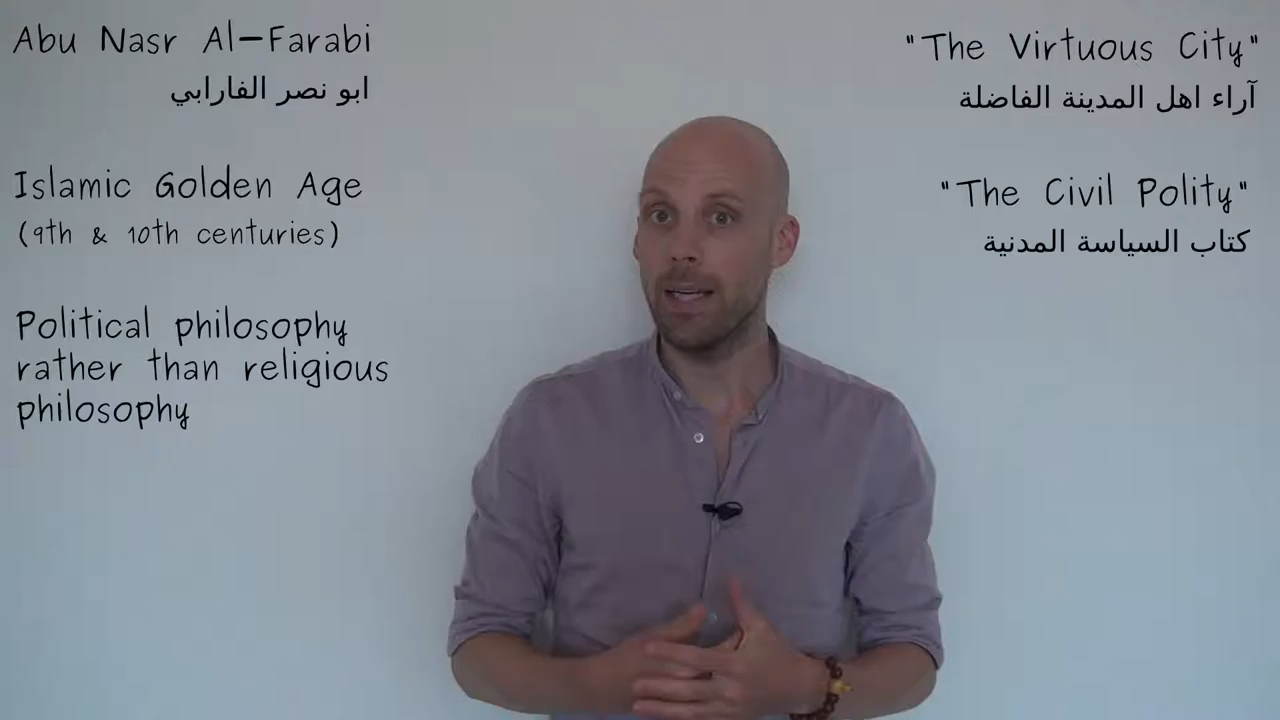 Abu Nasr Al-Farabi
ابو نصر الفارابي
Islamic Golden Age
(9th & 10th centuries)
Political philosophy
rather than religious
philosophy
"The Virtuous City"
آراء اهل المدينة الفاضلة
"The Civil Polity"
كتاب السياسة المدنية